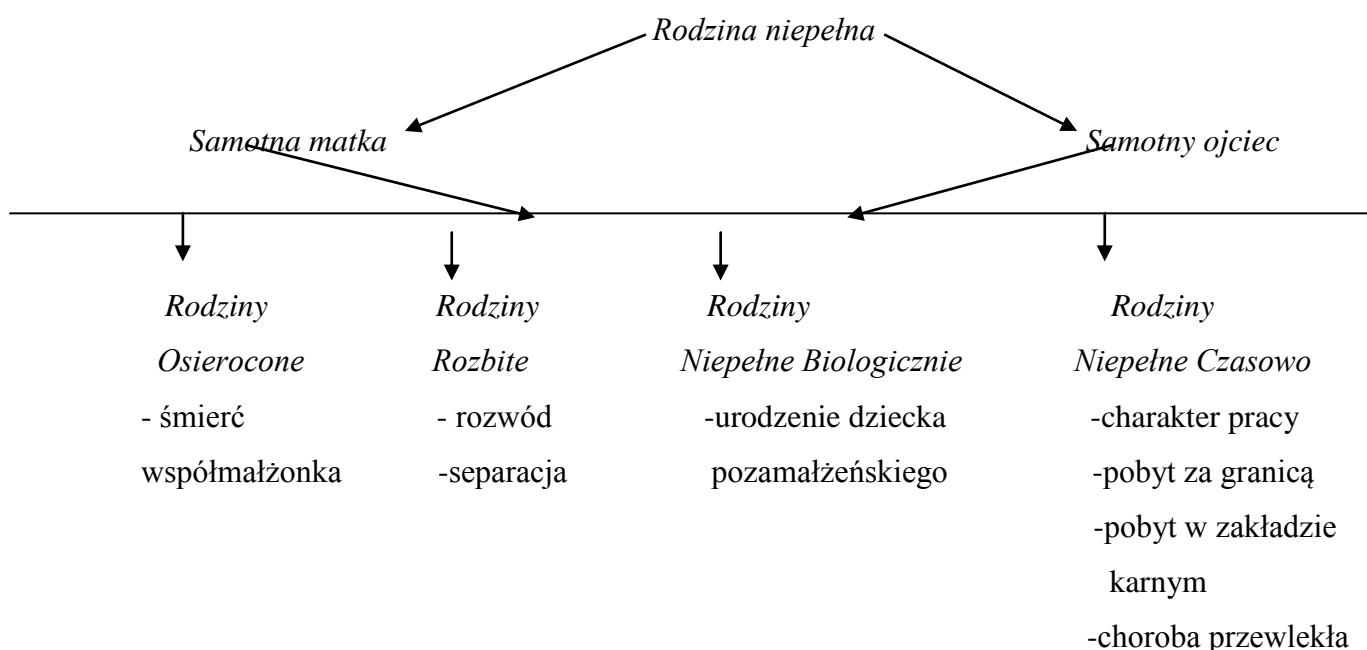 Rodzina niepełna
Samotna matka
Samotny ojciec
Rodziny
Osierocone
- śmierć
współmałżonka
Rodziny
Rozbite
- rozwód
-separacja
Rodziny
Niepełne Biologicznie
-urodzenie dziecka
pozamałżeńskiego
Rodziny
Niepełne Czasowo
-charakter pracy
-pobyt za granicą
-pobyt w zakładzie
karnym
-choroba przewlekła